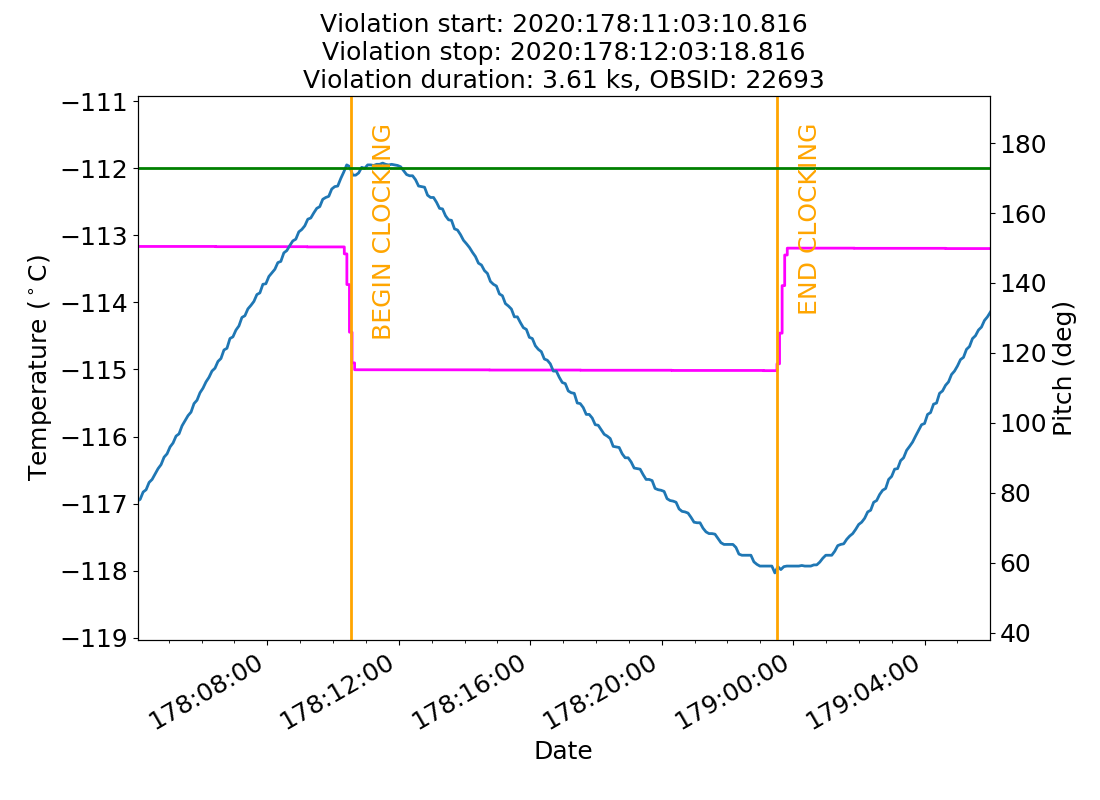 Violation start: 2020:178:11:03:10.816
Violation stop: 2020:178:12:03:18.816
Violation duration: 3.61 ks, OBSID: 22693
−111
−112
−113
−114
−115
−116
−117
−118
−119
Temperature (°C)
BEGIN CLOCKING
END CLOCKING
180
160
140
120
100
80
60
40
Pitch (deg)
178:08:00
178:12:00
178:16:00
178:20:00
179:00:00
179:04:00
Date